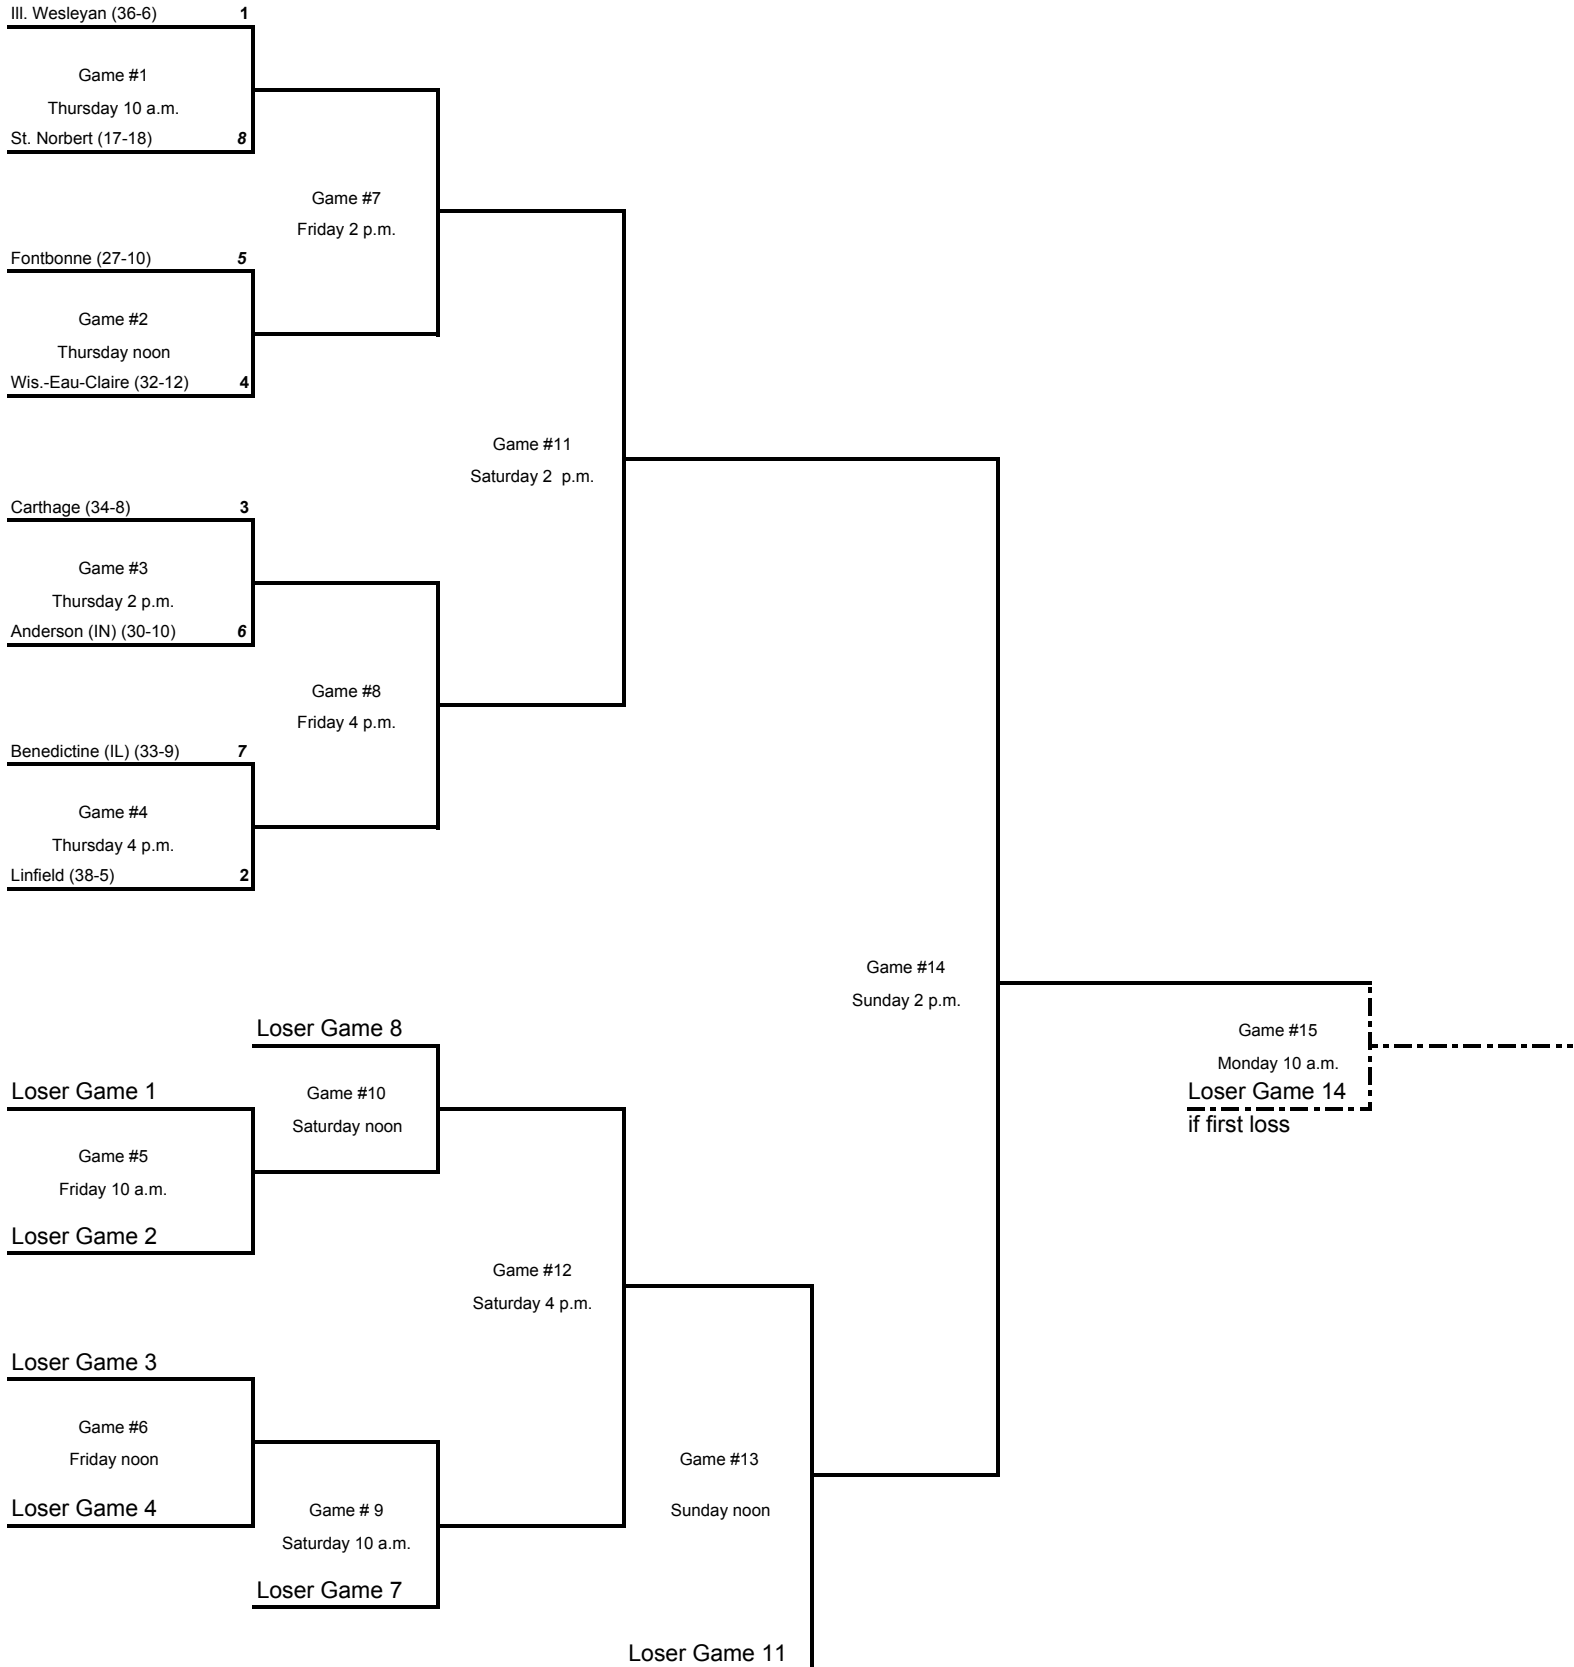 Ill. Wesleyan (36-6) 1
Game #1
Thursday 10 a.m.
St. Norbert (17-18) 8
Game #7
Friday 2 p.m.
Fontbonne (27-10) 5
Game #2
Thursday noon
Wis.-Eau-Claire (32-12) 4
Game #11
Saturday 2 p.m.
Carthage (34-8) 3
Game #3
Thursday 2 p.m.
Anderson (IN) (30-10) 6
Game #8
Friday 4 p.m.
Benedictine (IL) (33-9) 7
Game #4
Thursday 4 p.m.
Linfield (38-5) 2
Game #14
Sunday 2 p.m.
Loser Game 8
Game #15
Monday 10 a.m.
Loser Game 14
if first loss
Loser Game 1
Game #10
Saturday noon
Game #5
Friday 10 a.m.
Loser Game 2
Game #12
Saturday 4 p.m.
Loser Game 3
Game #6
Friday noon
Game #13
Sunday noon
Loser Game 4
Game # 9
Saturday 10 a.m.
Loser Game 7
Loser Game 11